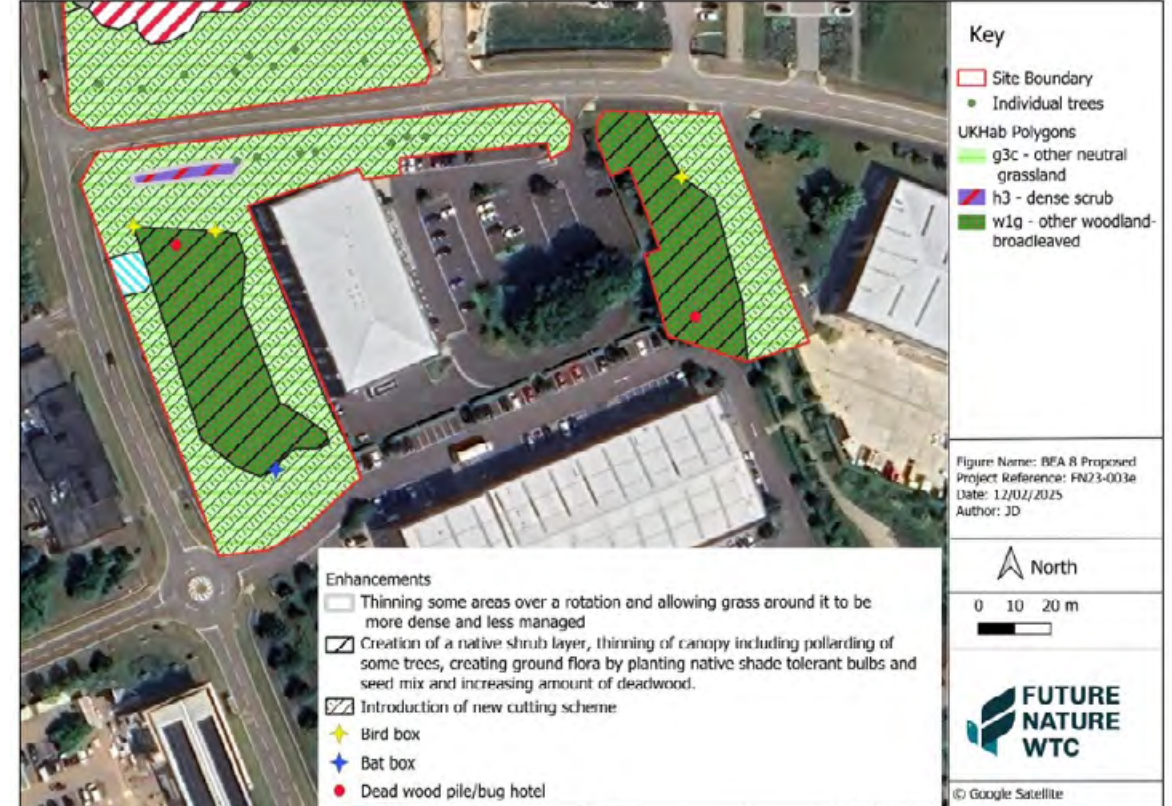 Key
Site Boundary
Individual trees
UKHab Polygons
g3c - other neutral
grassland
h3 - dense scrub
w1g - other woodland-
broadleaved
Figure Name: BEA 8 Proposed
Project Reference: FN23-003e
Date: 12/02/2025
Author: JD
North
0 10 20 m
FUTURE
NATURE
WTC
© Google Satellite
Enhancements
Thinning some areas over a rotation and allowing grass around it to be
more dense and less managed
Creation of a native shrub layer, thinning of canopy including pollarding of
some trees, creating ground flora by planting native shade tolerant bulbs and
seed mix and increasing amount of deadwood.
Introduction of new cutting scheme
Bird box
Bat box
Dead wood pile/bug hotel